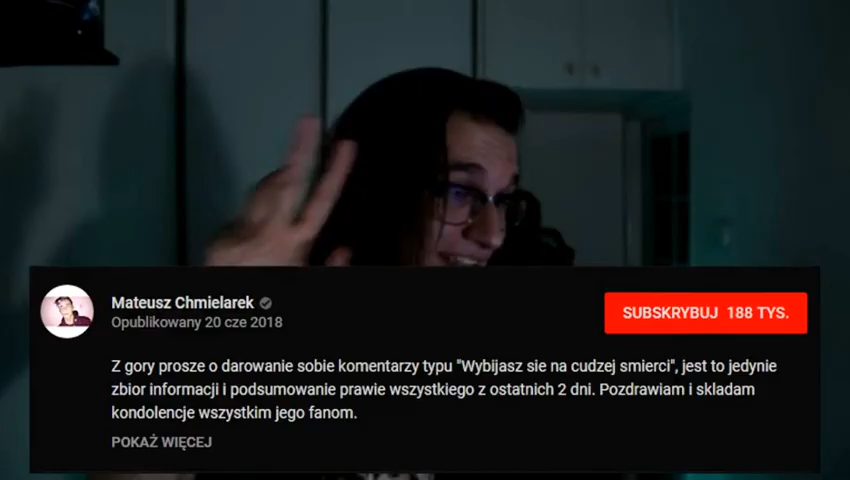 Mateusz Chmielarek
Opublikowany 20 cze 2018
SUBSKRYBUJ 188 TYS.
Z gory prosze o darowanie sobie komentarzy typu "Wybijasz sie na cudzej smierci", jest to jedynie
zbior informacji i podsumowanie prawie wszystkiego z ostatnich 2 dni. Pozdrawiam i skladam
kondolencje wszystkim jego fanom.
POKAŻ WIĘCEJ